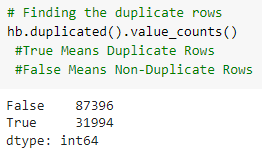 # Finding the duplicate rows
hb.duplicated().value_counts()
#True Means Duplicate Rows
#False Means Non-Duplicate Rows
False    87396
True     31994
dtype: int64